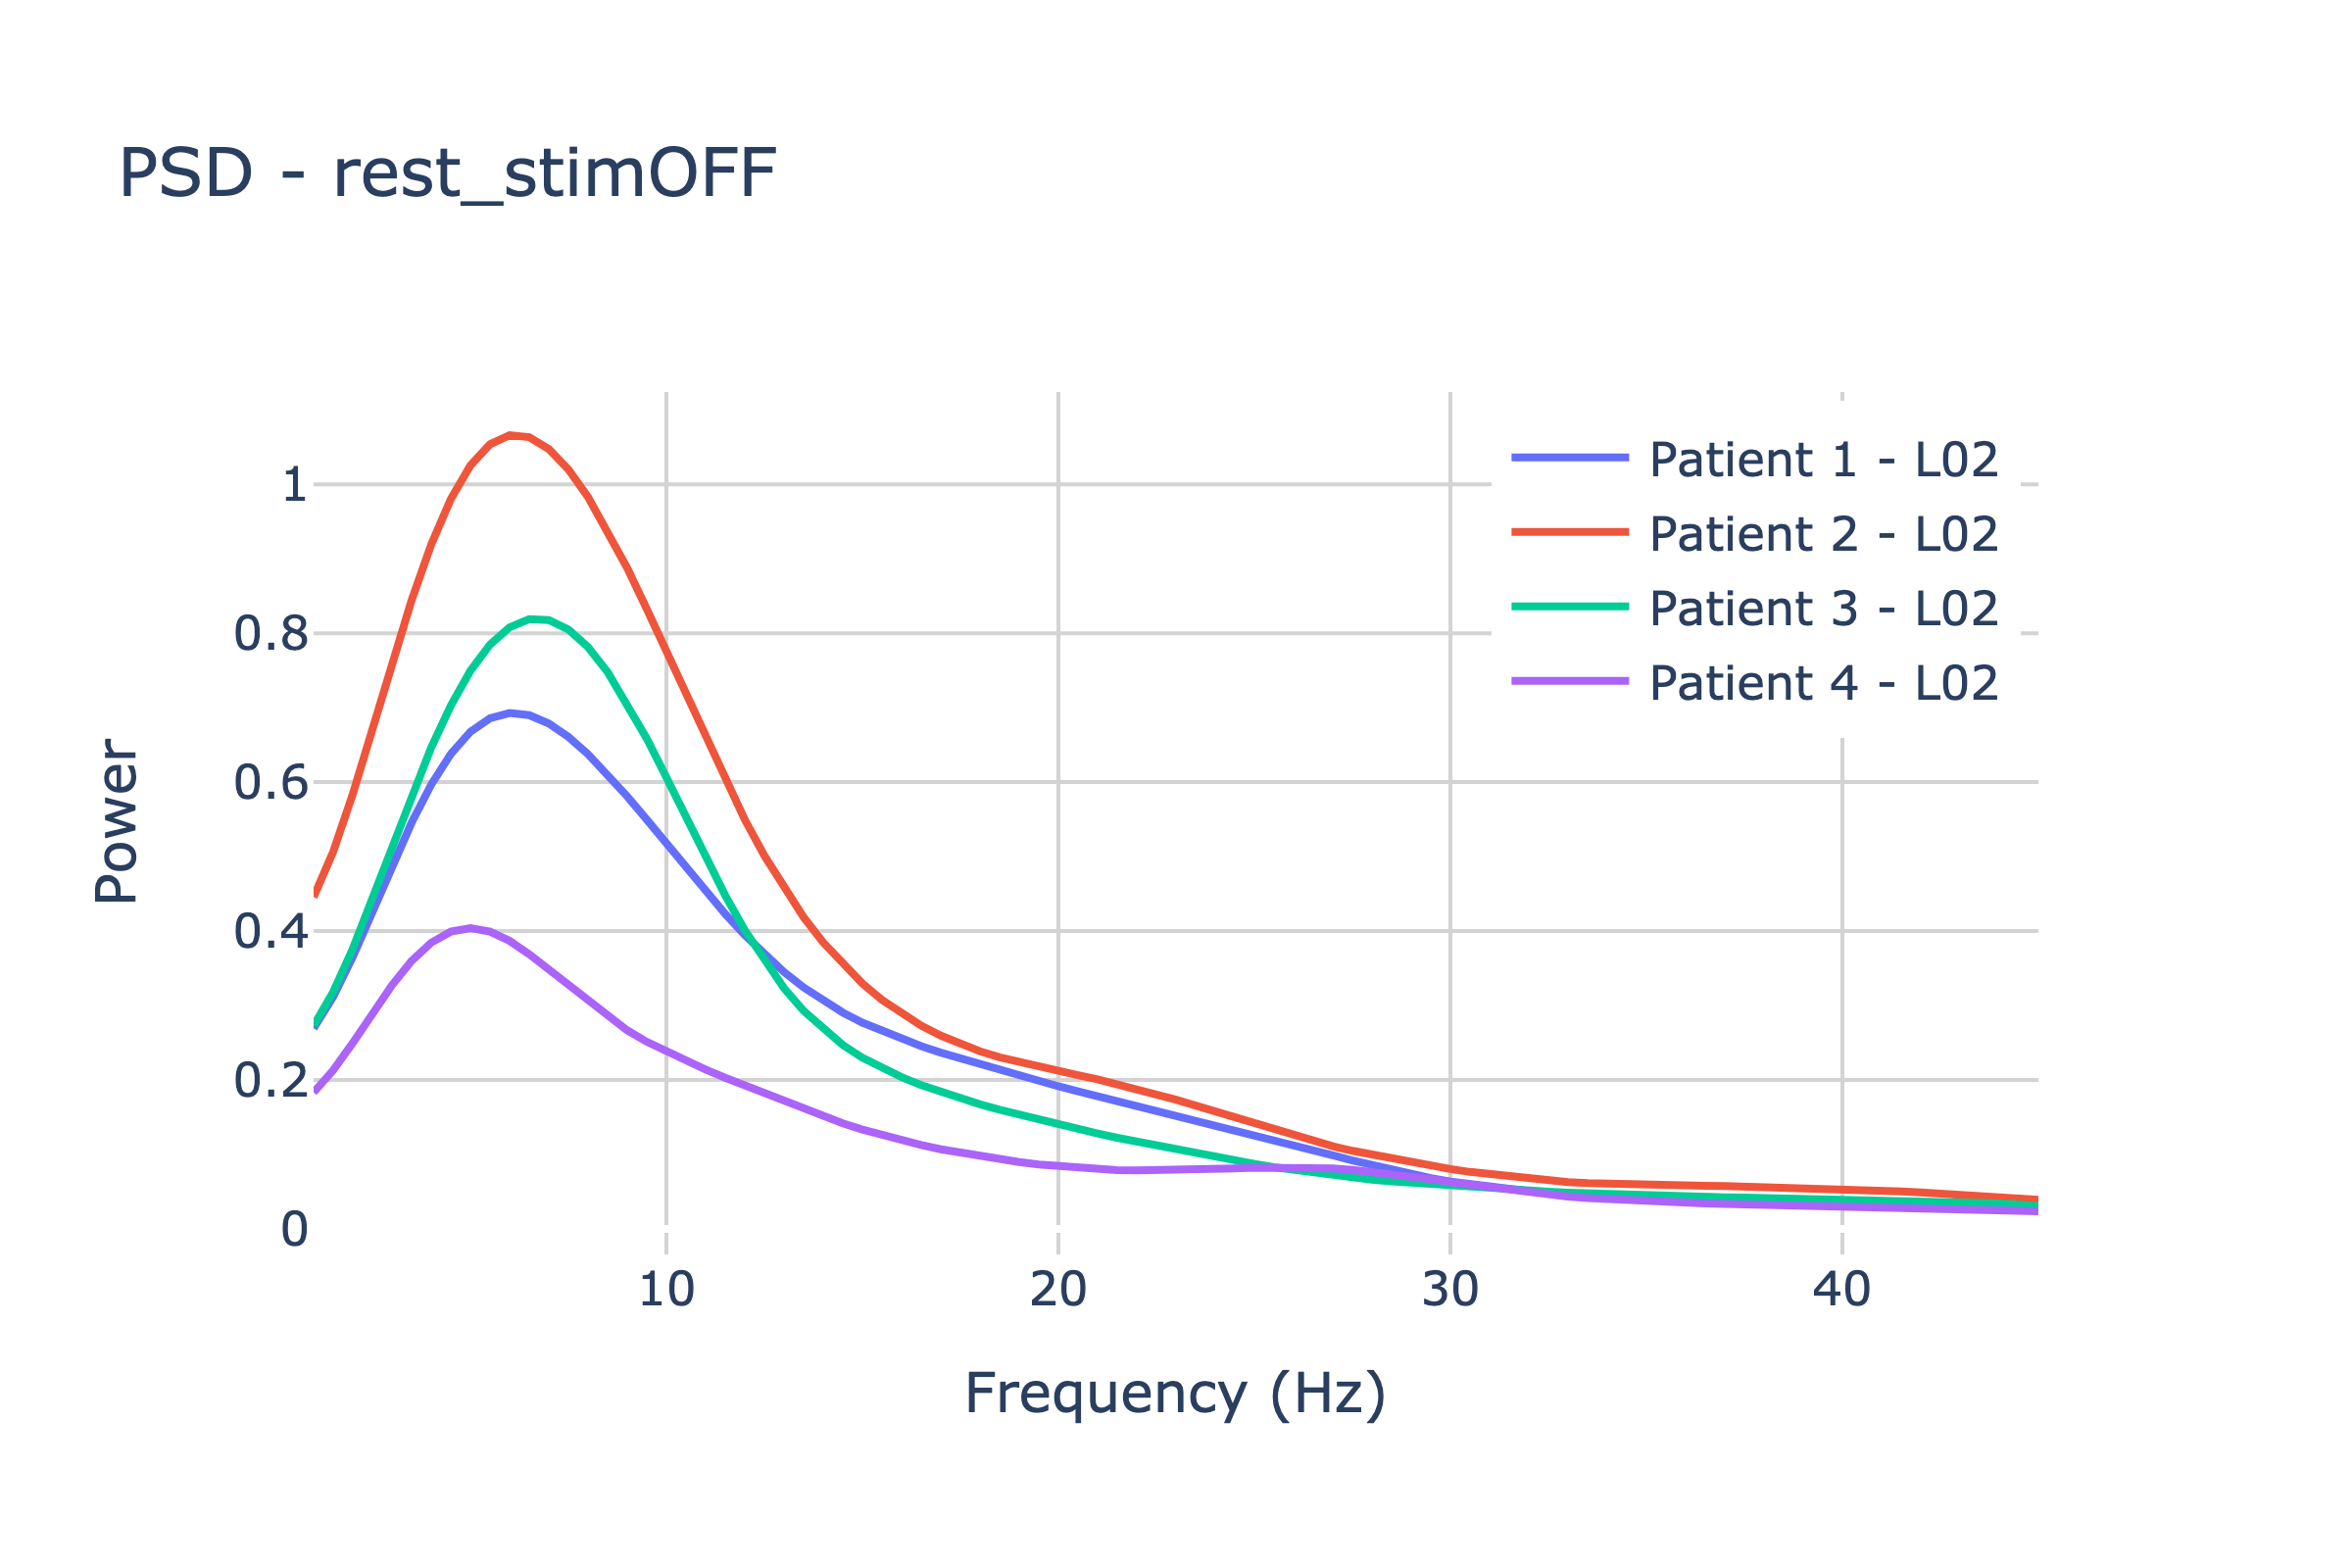 PSD - rest_stimOFF
Patient 1 - L02
Patient 2 - L02
Patient 3 - L02
Patient 4 - L02
1
0.8
0.6
0.4
0.2
0
Power
10
20
30
40
Frequency (Hz)